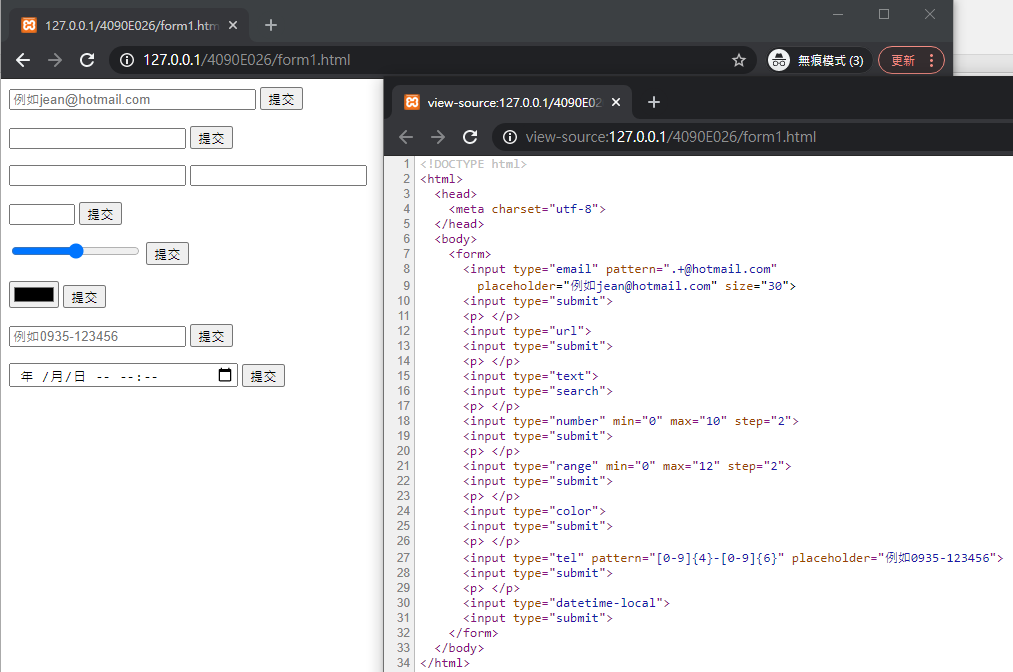 127.0.0.1/4090E026/form1.htm
127.0.0.1/4090E026/form1.html
無痕模式 (3)
更新
例如jean@hotmail.com
提交
提交
提交
提交
提交
例如0935-123456
提交
年 /月/日 -- --:--
提交
view-source:127.0.0.1/4090E02
view-source:127.0.0.1/4090E026/form1.html
1 <!DOCTYPE html>
2 <html>
3 <head>
4 <meta charset="utf-8">
5 </head>
6 <body>
7 <form>
8 <input type="email" pattern=".+@hotmail.com"
9 placeholder="例如jean@hotmail.com" size="30">
10 <input type="submit">
11 <p> </p>
12 <input type="url">
13 <input type="submit">
14 <p> </p>
15 <input type="text">
16 <input type="search">
17 <p> </p>
18 <input type="number" min="0" max="10" step="2">
19 <input type="submit">
20 <p> </p>
21 <input type="range" min="0" max="12" step="2">
22 <input type="submit">
23 <p> </p>
24 <input type="color">
25 <input type="submit">
26 <p> </p>
27 <input type="tel" pattern="[0-9]{4}-[0-9]{6}" placeholder="例如0935-123456">
28 <input type="submit">
29 <p> </p>
30 <input type="datetime-local">
31 <input type="submit">
32 </form>
33 </body>
34 </html>